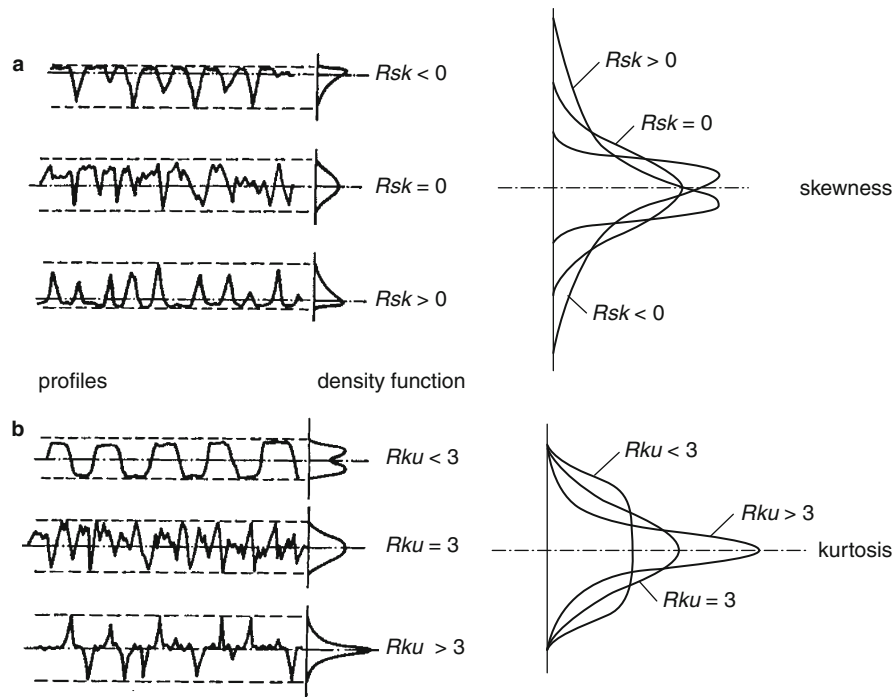 a
Rsk < 0
Rsk = 0
Rsk > 0
Rsk > 0
Rsk = 0
Rsk < 0
skewness
profiles
density function
b
Rku < 3
Rku = 3
Rku > 3
Rku < 3
Rku > 3
Rku = 3
kurtosis